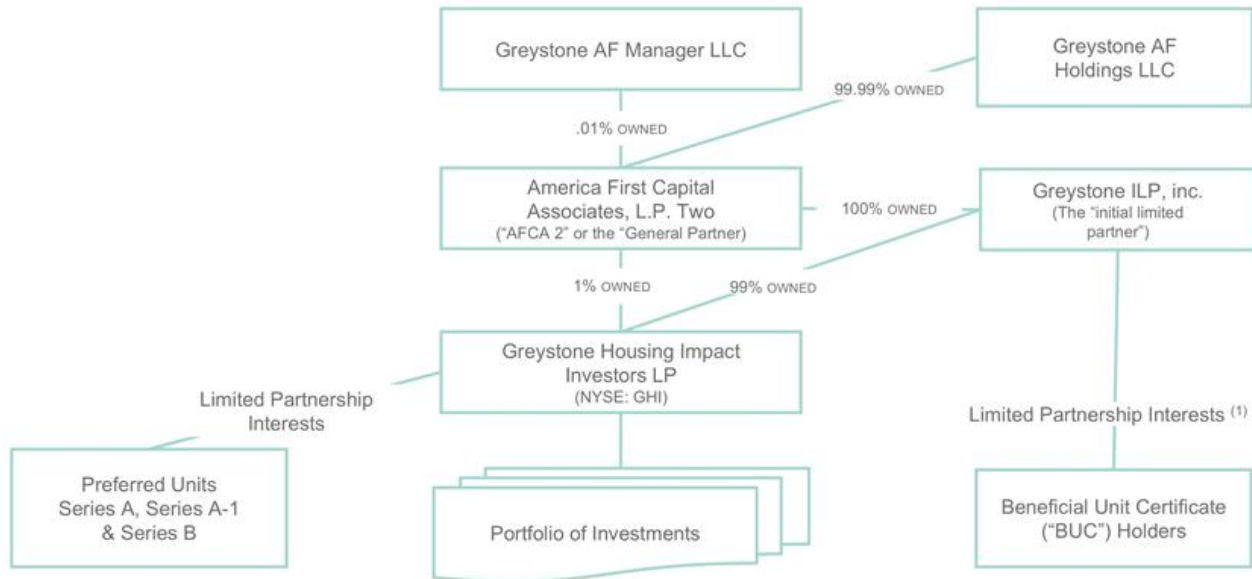 Greystone AF Manager LLC
Greystone AF
Holdings LLC
99.99% OWNED
.01% OWNED
America First Capital
Associates, L.P. Two
(“AFCA 2” or the “General Partner)
100% OWNED
Greystone ILP, inc.
(The “initial limited
partner”)
1% OWNED
99% OWNED
Greystone Housing Impact
Investors LP
(NYSE: GHI)
Limited Partnership
Interests
Limited Partnership Interests (1)
Preferred Units
Series A, Series A-1
& Series B
Portfolio of Investments
Beneficial Unit Certificate
(“BUC”) Holders